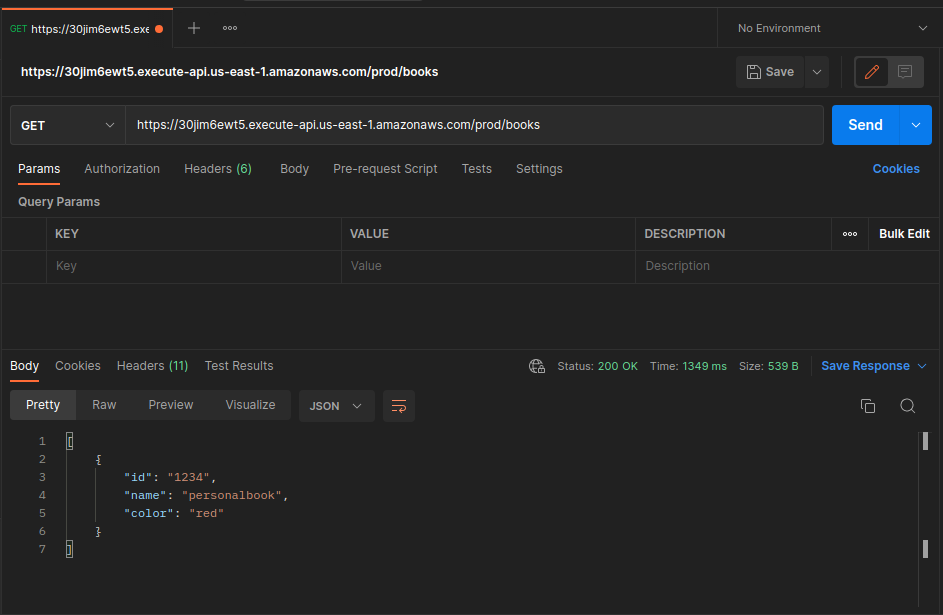 GET https://30jim6ewt5.exe
No Environment
https://30jim6ewt5.execute-api.us-east-1.amazonaws.com/prod/books
Save
GET https://30jim6ewt5.execute-api.us-east-1.amazonaws.com/prod/books Send
Params Authorization Headers (6) Body Pre-request Script Tests Settings Cookies
Query Params
KEY VALUE DESCRIPTION Bulk Edit
Key Value Description
Body Cookies Headers (11) Test Results Status: 200 OK Time: 1349 ms Size: 539 B Save Response
Pretty Raw Preview Visualize JSON
1 [
2 {
3 "id": "1234",
4 "name": "personalbook",
5 "color": "red"
6 }
7 ]